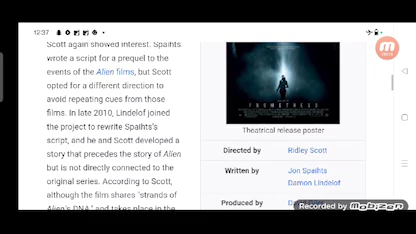 12:37
Scott again showed interest. Spaihts
wrote a script for a prequel to the
events of the Alien films, but Scott
opted for a different direction to
avoid repeating cues from those
films. In late 2010, Lindelof joined
the project to rewrite Spaihts's
script, and he and Scott developed a
story that precedes the story of Alien
but is not directly connected to the
original series. According to Scott,
although the film shares "strands of
Alien's DNA," and takes place in the
PROMETHEUS
Theatrical release poster
Directed by Ridley Scott
Written by Jon Spaihts
Damon Lindelof
Produced by
Recorded by Mobizen